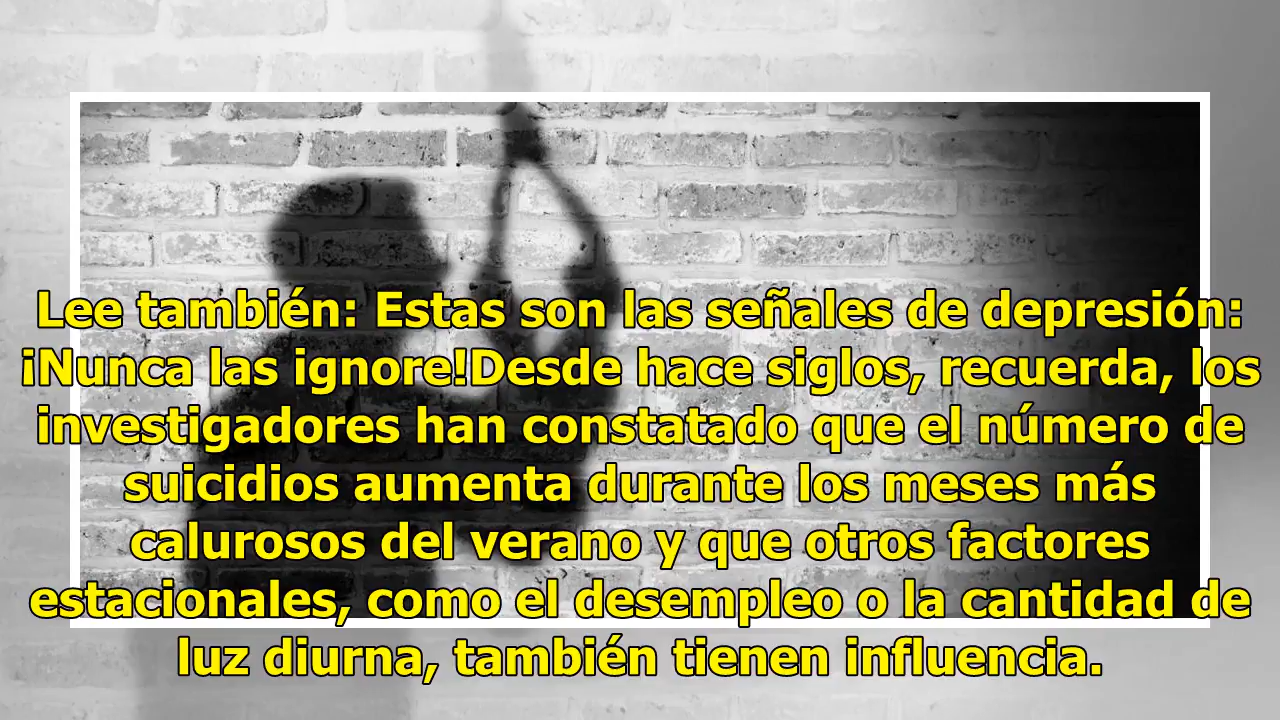 Lee también: Estas son las señales de depresión:
¡Nunca las ignore!Desde hace siglos, recuerda, los
investigadores han constatado que el número de
suicidios aumenta durante los meses más
calurosos del verano y que otros factores
estacionales, como el desempleo o la cantidad de
luz diurna, también tienen influencia.